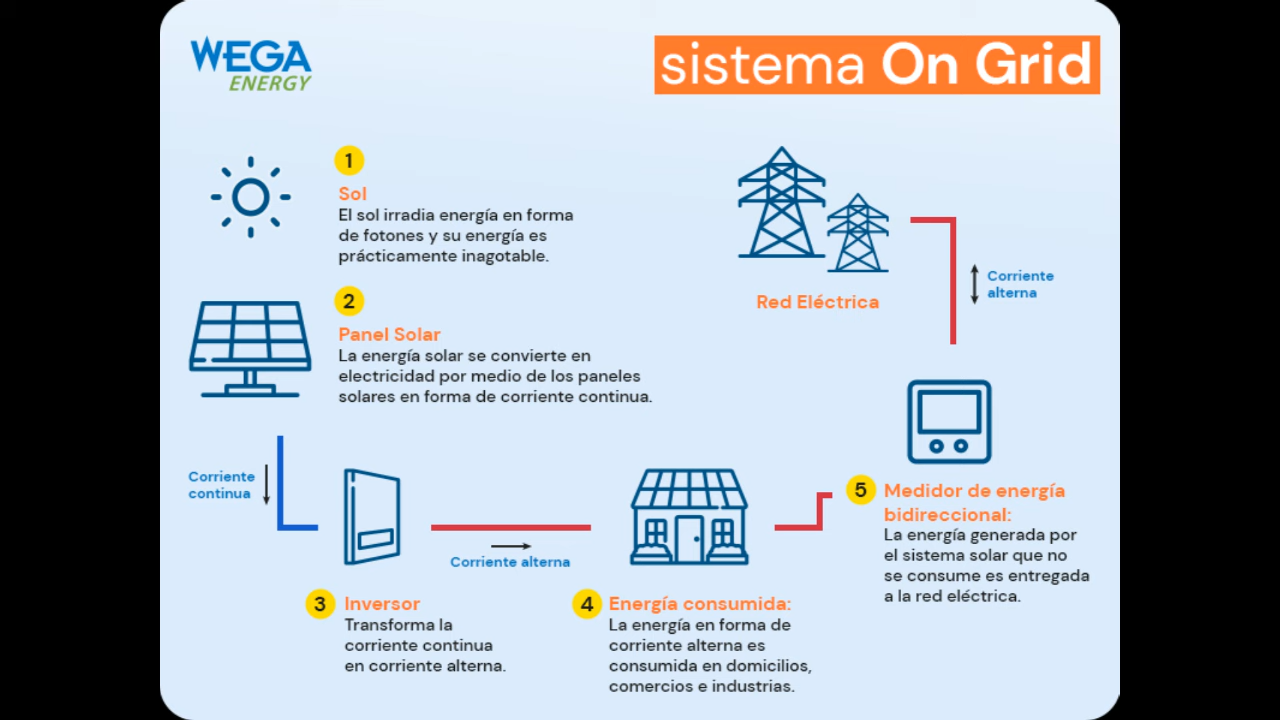 WEGA
ENERGY
sistema On Grid
1
Sol
El sol irradia energía en forma
de fotones y su energía es
prácticamente inagotable.
2
Panel Solar
La energía solar se convierte en
electricidad por medio de los paneles
solares en forma de corriente continua.
Red Eléctrica
Corriente
alterna
Corriente
continua
Corriente alterna
3
Inversor
Transforma la
corriente continua
en corriente alterna.
4
Energía consumida:
La energía en forma de
corriente alterna es
consumida en domicilios,
comercios e industrias.
5
Medidor de energía
bidireccional:
La energía generada por
el sistema solar que no
se consume es entregada
a la red eléctrica.